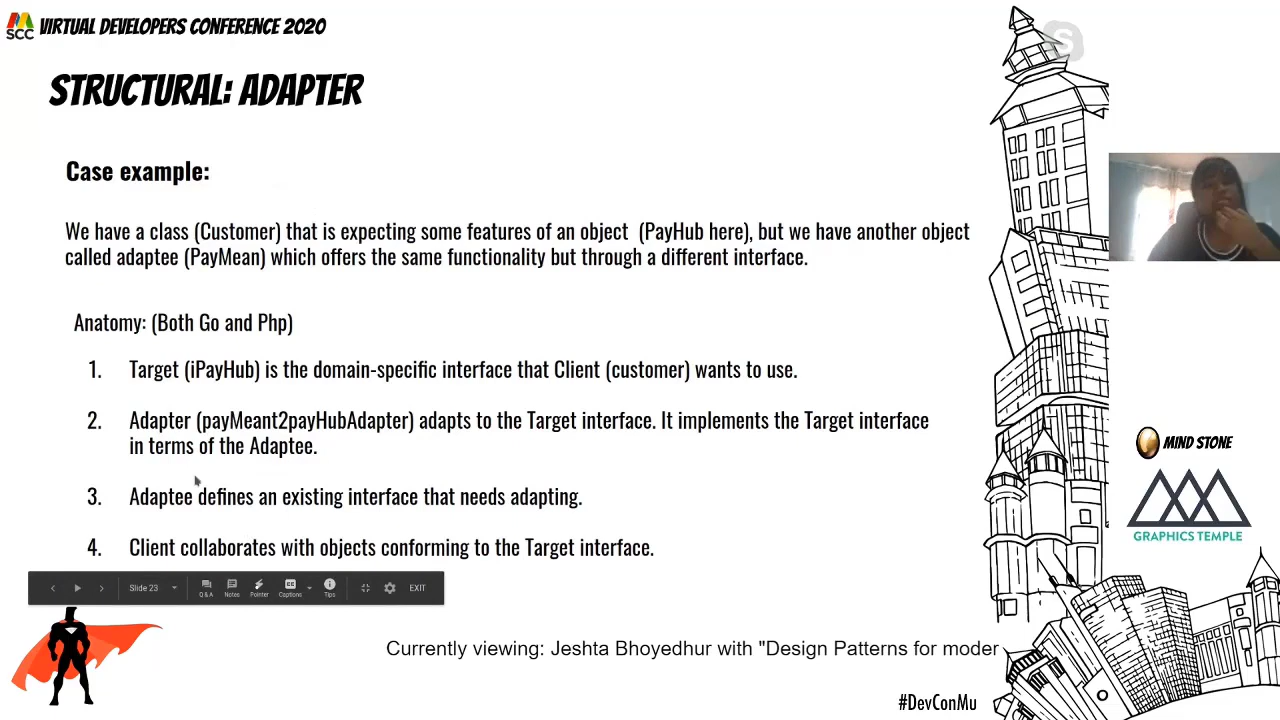 SCC VIRTUAL DEVELOPERS CONFERENCE 2020
S
STRUCTURAL: ADAPTER
Case example:
We have a class (Customer) that is expecting some features of an object (PayHub here), but we have another object
called adaptee (PayMean) which offers the same functionality but through a different interface.
Anatomy: (Both Go and Php)
1. Target (iPayHub) is the domain-specific interface that Client (customer) wants to use.
2. Adapter (payMeant2payHubAdapter) adapts to the Target interface. It implements the Target interface
in terms of the Adaptee.
3. Adaptee defines an existing interface that needs adapting.
4. Client collaborates with objects conforming to the Target interface.
MIND STONE
GRAPHICS TEMPLE
Slide 23
Q & A
Notes
Pointer
CC
Captions
Tips
EXIT
Currently viewing: Jeshta Bhoyedhur with "Design Patterns for moder
#DevConMu